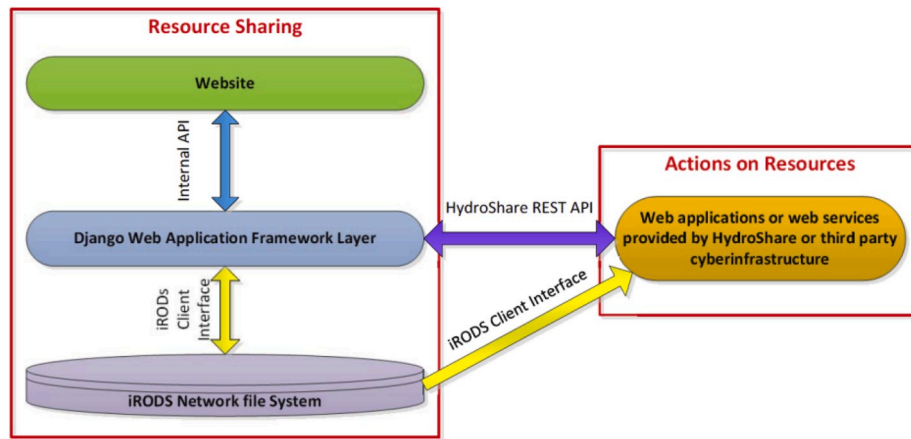 Resource Sharing
Website
Internal API
Django Web Application Framework Layer
iRODs
Client
Interface
iRODS Network file System
HydroShare REST API
iRODS Client Interface
Actions on Resources
Web applications or web services
provided by HydroShare or third party
cyberinfrastructure